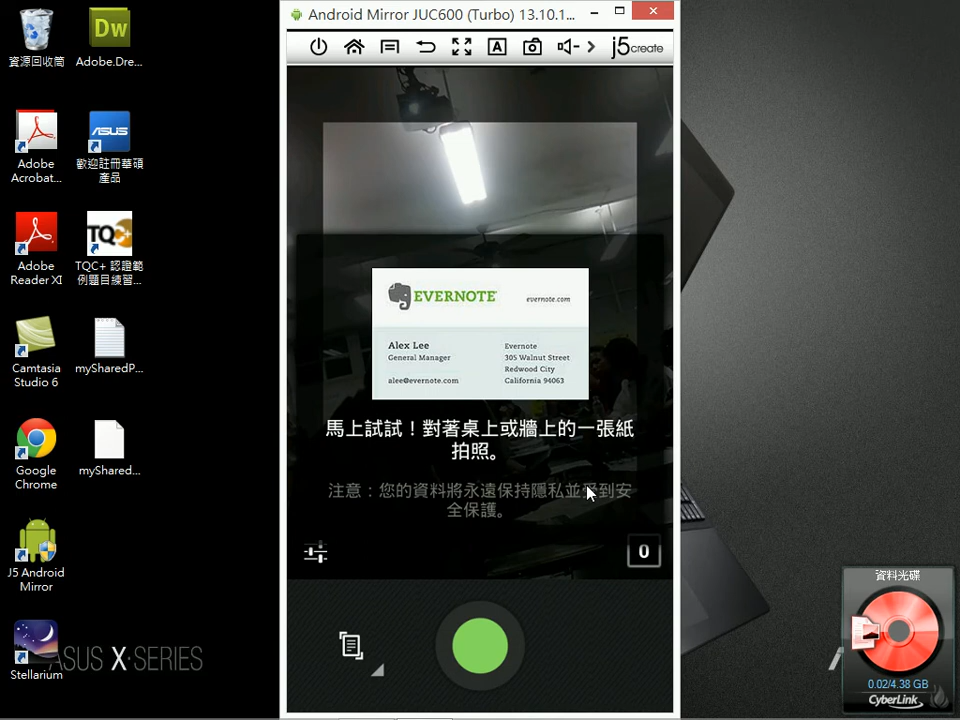 Android Mirror JUC600 (Turbo) 13.10.1...
j5create
資源回收筒
Adobe.Dre...
Adobe Acrobat...
歡迎註冊華碩產品
Adobe Reader XI
TQC+ 認證範例題目練習...
Camtasia Studio 6
mySharedP...
Google Chrome
myShared...
J5 Android Mirror
Stellarium
ASUS X-SERIES
EVERNOTE
evernote.com
Alex Lee
General Manager
alee@evernote.com
Evernote
305 Walnut Street
Redwood City
California 94063
馬上試試！對著桌上或牆上的一張紙
拍照。
注意：您的資料將永遠保持隱私並受到安
全保護。
0
資料光碟
0.02/4.38 GB
CyberLink